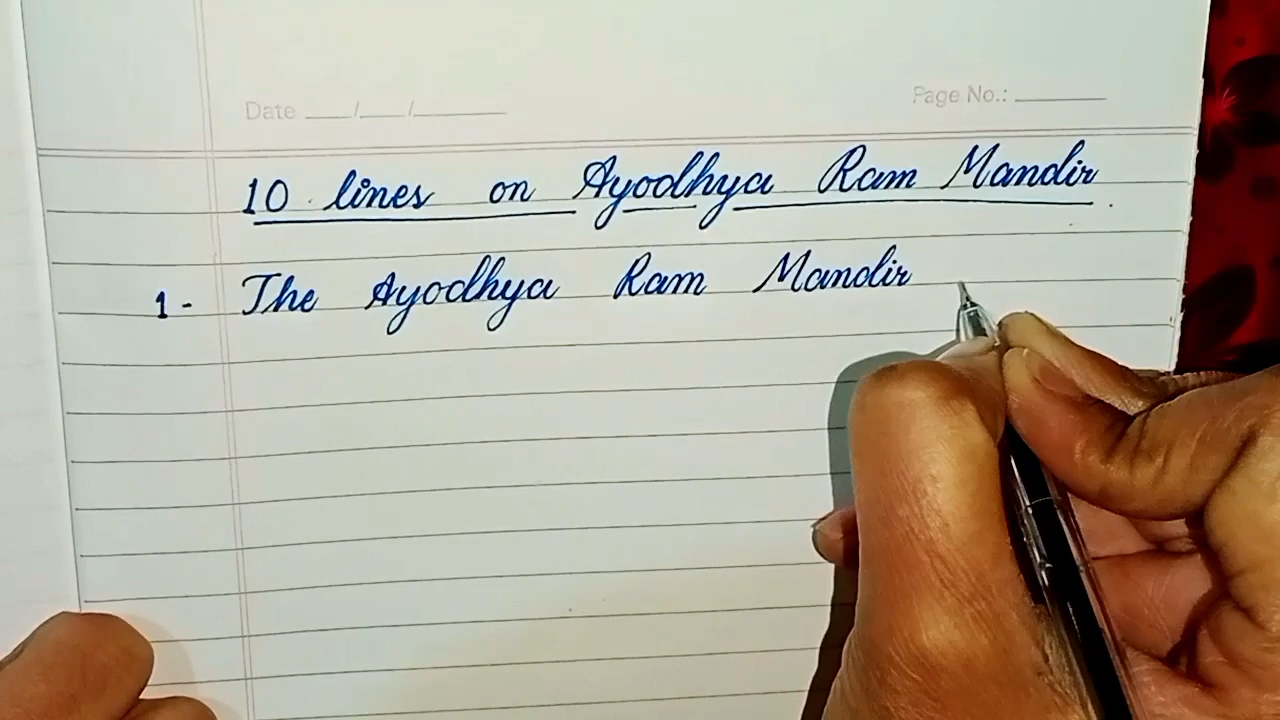 Date ___/___/______ Page No.: ______
10 lines on Ayodhya Ram Mandir
1- The Ayodhya Ram Mandir